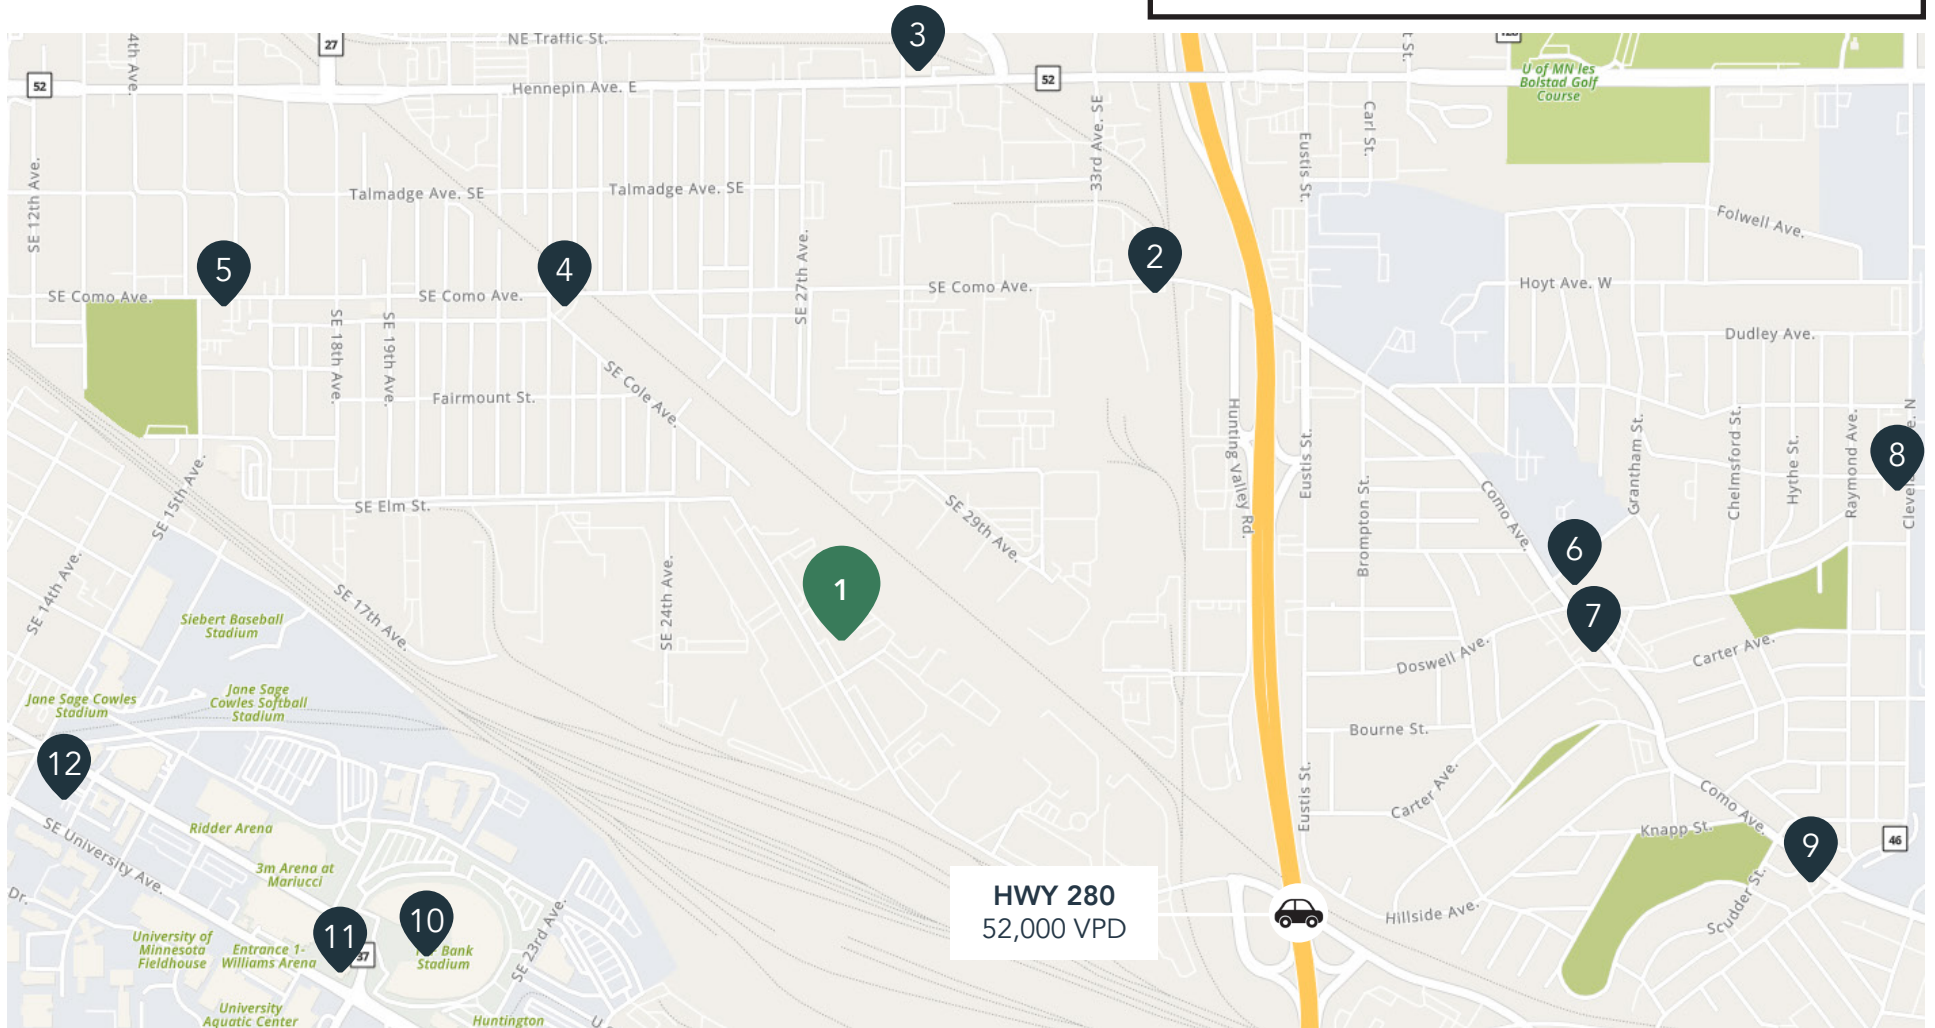 3
NE Traffic St.
27
4th Ave.
52
Hennepin Ave. E
52
U of MN les
Bolstad Golf
Course
33rd Ave. SE
Eustis St.
Carl St.
t St.
SE 12th Ave.
Talmadge Ave. SE
Talmadge Ave. SE
Folwell Ave.
5
4
2
SE 27th Ave.
SE Como Ave.
SE Como Ave.
SE Como Ave.
Hoyt Ave. W
Dudley Ave.
SE 18th Ave.
SE 19th Ave.
Fairmount St.
SE Cole Ave.
Hunting Valley Rd.
Eustis St.
Brompton St.
Como Ave.
Grantham St.
Chelmsford St.
Hythe St.
Raymond Ave.
8
SE 15th Ave.
SE Elm St.
SE 29th Ave.
6
1
7
SE 14th Ave.
SE 17th Ave.
SE 24th Ave.
Siebert Baseball
Stadium
Doswell Ave.
Carter Ave.
Jane Sage Cowles
Stadium
Jane Sage
Cowles Softball
Stadium
Bourne St.
12
Eustis St.
Carter Ave.
Como Ave.
Knapp St.
9
46
SE University Ave.
Ridder Arena
3m Arena at
Mariucci
HWY 280
52,000 VPD
Hillside Ave.
Scudder St.
Dr.
10
11
37
Bank
Stadium
SE 23rd Ave.
University of
Minnesota
Fieldhouse
Entrance 1-
Williams Arena
University
Aquatic Center
Huntington